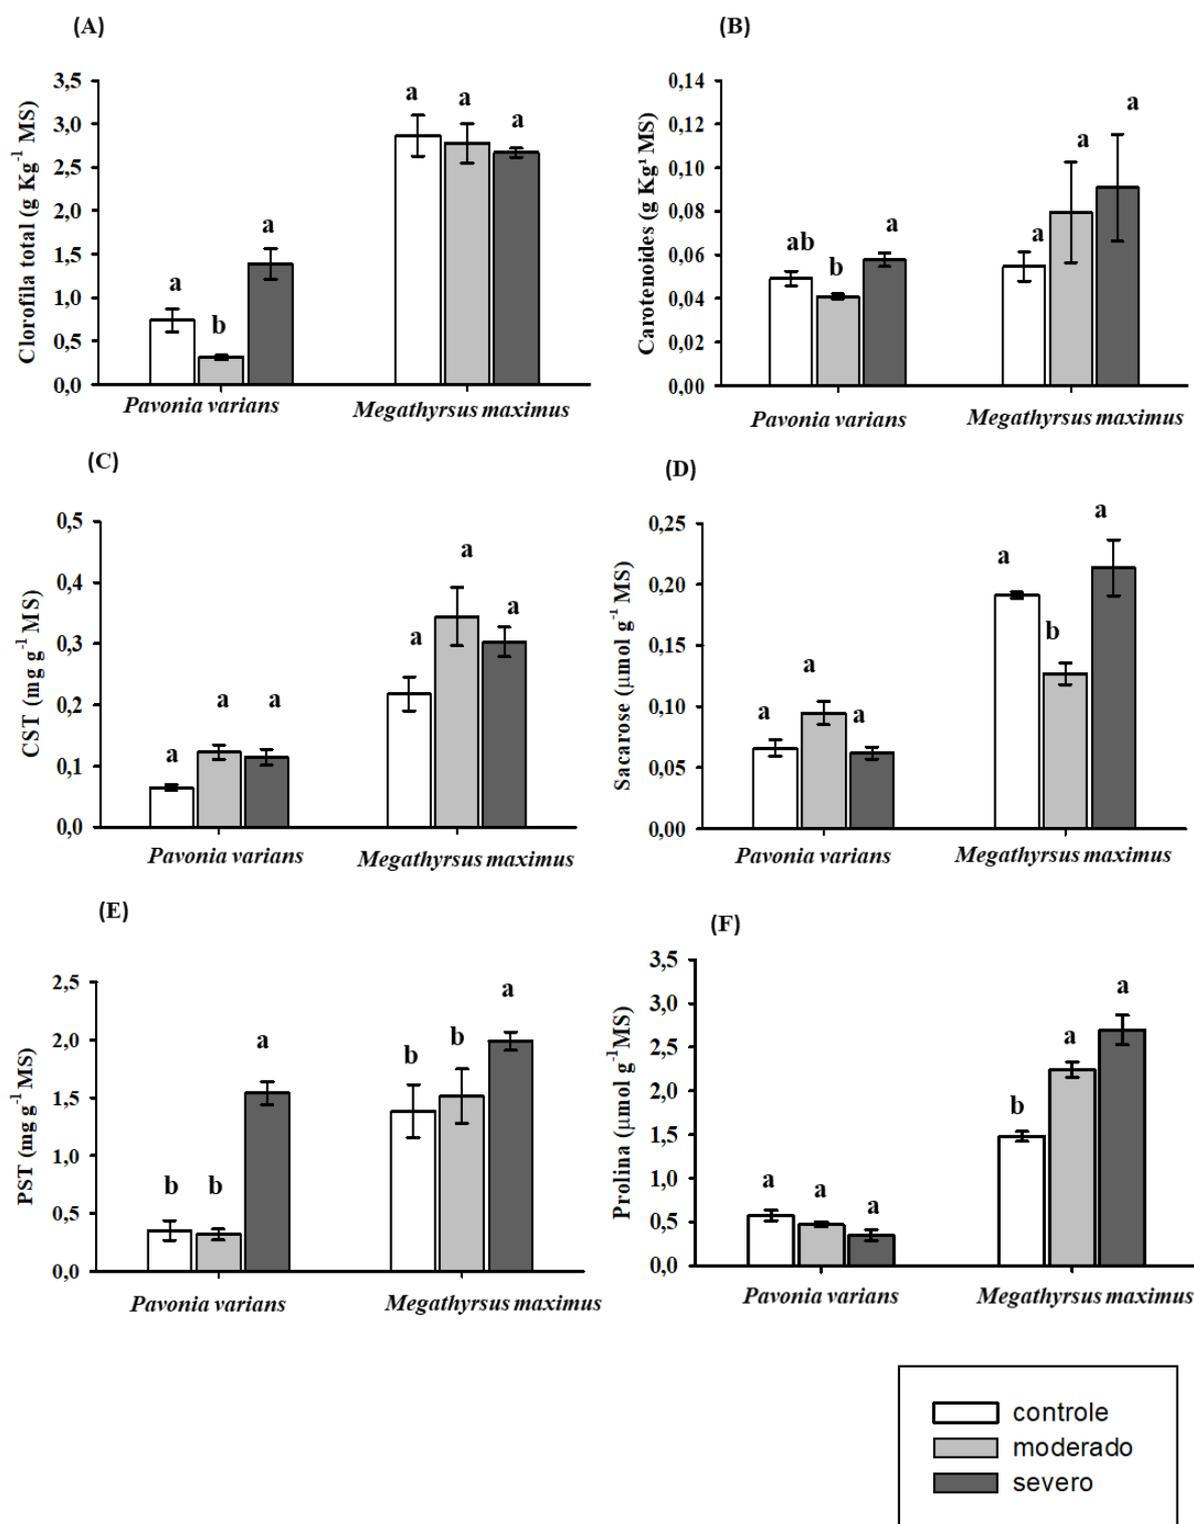 (A)
Clorofila total (g Kg⁻¹ MS)
3,5
3,0
2,5
2,0
1,5
1,0
0,5
0,0
a
b
a
a
a
a
Pavonia varians
Megathyrsus maximus
(B)
Carotenoides (g Kg¹ MS)
0,14
0,12
0,10
0,08
0,06
0,04
0,02
0,00
ab
b
a
a
a
a
Pavonia varians
Megathyrsus maximus
(C)
CST (mg g⁻¹ MS)
0,5
0,4
0,3
0,2
0,1
0,0
a
a
a
a
a
a
Pavonia varians
Megathyrsus maximus
(D)
Sacarose (μmol g⁻¹ MS)
0,25
0,20
0,15
0,10
0,05
0,00
a
a
a
a
b
a
Pavonia varians
Megathyrsus maximus
(E)
PST (mg g⁻¹ MS)
2,5
2,0
1,5
1,0
0,5
0,0
b
b
a
b
b
a
Pavonia varians
Megathyrsus maximus
(F)
Prolina (μmol g⁻¹MS)
3,5
3,0
2,5
2,0
1,5
1,0
0,5
0,0
a
a
a
b
a
a
Pavonia varians
Megathyrsus maximus
controle
moderado
severo